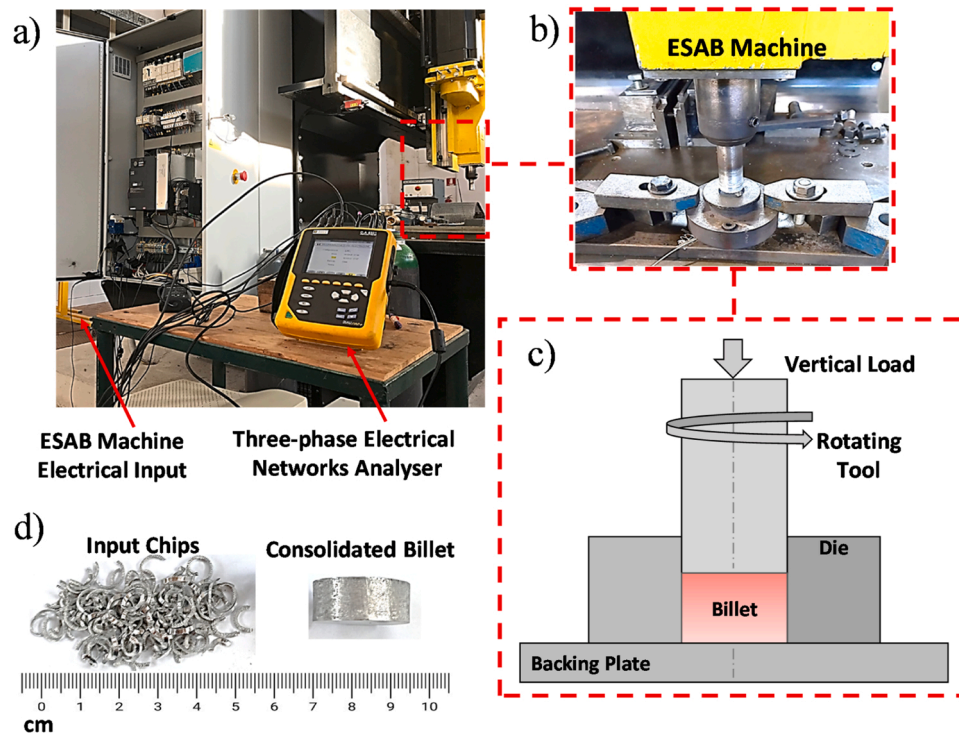 a)
b)
ESAB Machine
ESAB Machine
Electrical Input
Three-phase Electrical
Networks Analyser
c)
Vertical Load
Rotating
Tool
Die
Billet
Backing Plate
d)
Input Chips
Consolidated Billet
0 1 2 3 4 5 6 7 8 9 10
cm